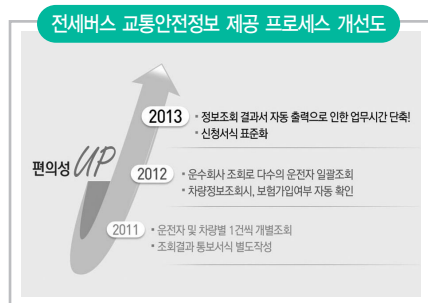 전세버스 교통안전정보 제공 프로세스 개선도
2013
• 정보조회 결과서 자동 출력으로 인한 업무시간 단축!
• 신청서식 표준화
편의성 UP
2012
• 운수회사 조회로 다수의 운전자 일괄조회
• 차량정보조회시, 보험가입여부 자동 확인
2011
• 운전자 및 차량별 1건씩 개별조회
• 조회결과 통보서식 별도작성